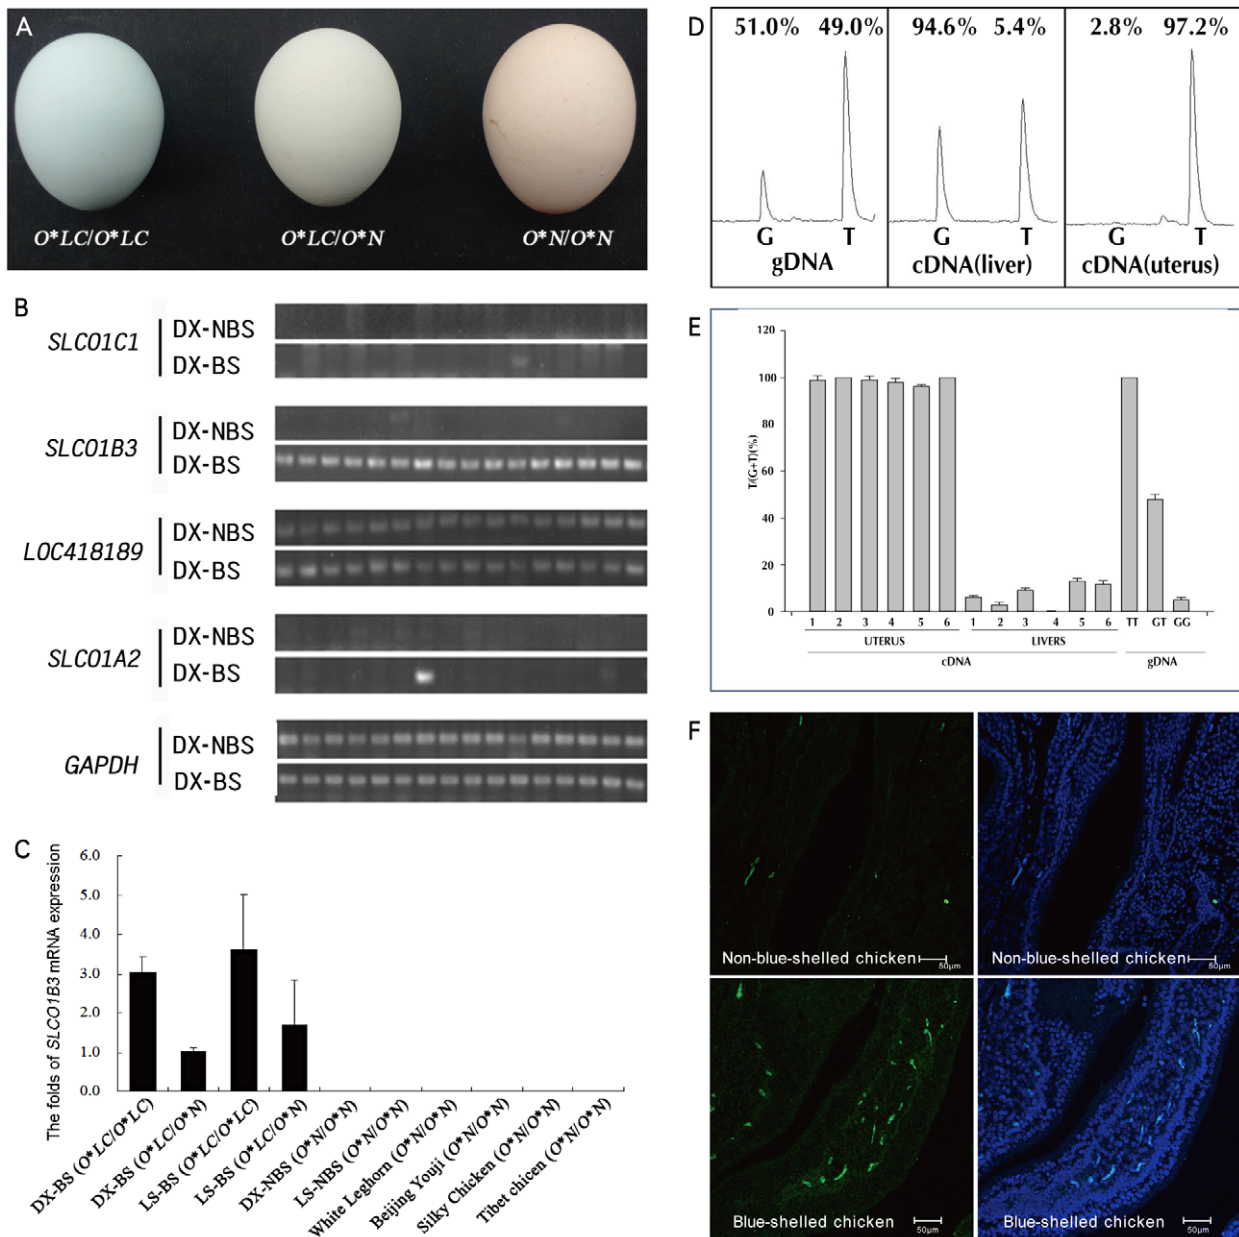 A
O*LC/O*LC
O*LC/O*N
O*N/O*N
B
SLCO1C1
DX-NBS
DX-BS
SLCO1B3
DX-NBS
DX-BS
LOC418189
DX-NBS
DX-BS
SLCO1A2
DX-NBS
DX-BS
GAPDH
DX-NBS
DX-BS
C
The folds of SLCO1B3 mRNA expression
6.0
5.0
4.0
3.0
2.0
1.0
0.0
DX-BS (O*LC/O*LC)
DX-BS (O*LC/O*N)
LS-BS (O*LC/O*LC)
LS-BS (O*LC/O*N)
DX-NBS (O*N/O*N)
LS-NBS (O*N/O*N)
White Leghorn (O*N/O*N)
Beijing Youji (O*N/O*N)
Silky Chicken (O*N/O*N)
Tibet chicen (O*N/O*N)
D
51.0% 49.0%
94.6% 5.4%
2.8% 97.2%
G T
gDNA
G T
cDNA(liver)
G T
cDNA(uterus)
E
T/(G+T)(%)
120
100
80
60
40
20
0
1 2 3 4 5 6 1 2 3 4 5 6 TT GT GG
UTERUS LIVERS
cDNA gDNA
F
Non-blue-shelled chicken 50µm
Non-blue-shelled chicken 50µm
Blue-shelled chicken 50µm
Blue-shelled chicken 50µm